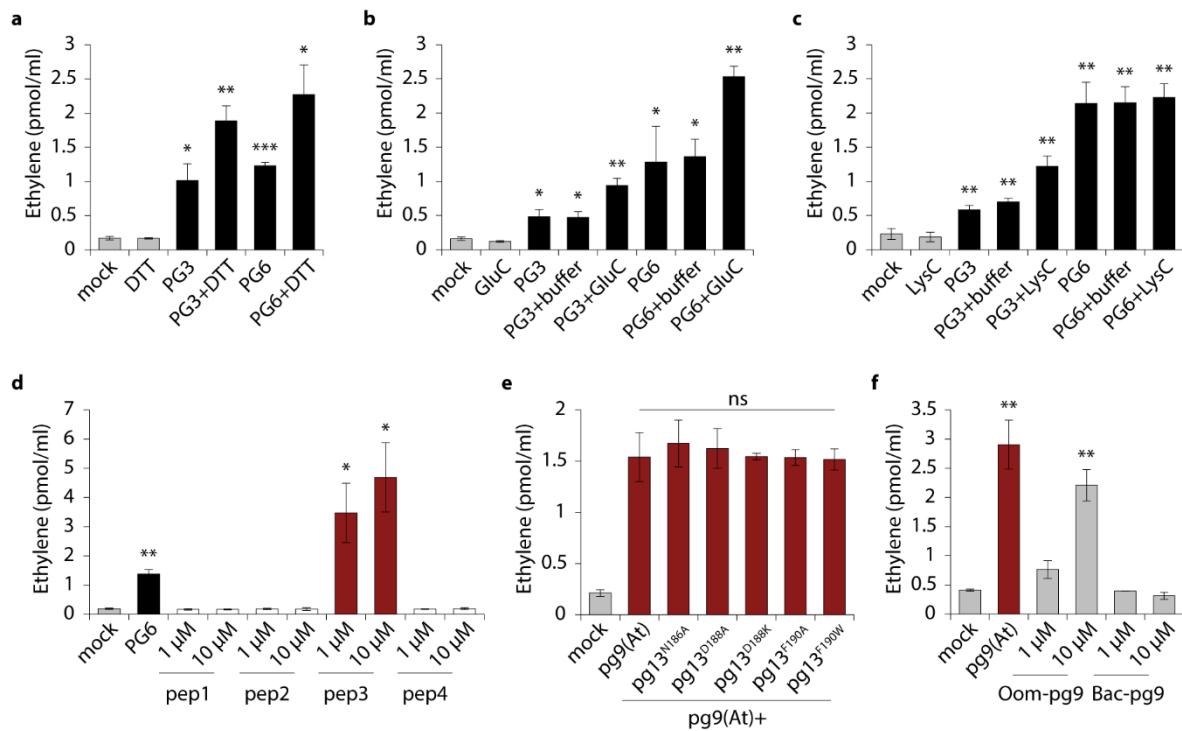 a
Ethylene (pmol/ml)
3
2.5
2
1.5
1
0.5
0
* ** *** *
mock DTT PG3 PG3+DTT PG6 PG6+DTT
b
Ethylene (pmol/ml)
3
2.5
2
1.5
1
0.5
0
* * ** * * **
mock GluC PG3 PG3+buffer PG3+GluC PG6 PG6+buffer PG6+GluC
c
Ethylene (pmol/ml)
3
2.5
2
1.5
1
0.5
0
** ** ** ** ** **
mock LysC PG3 PG3+buffer PG3+LysC PG6 PG6+buffer PG6+LysC
d
Ethylene (pmol/ml)
7
6
5
4
3
2
1
0
** * *
mock PG6 1 µM 10 µM 1 µM 10 µM 1 µM 10 µM 1 µM 10 µM
pep1 pep2 pep3 pep4
e
Ethylene (pmol/ml)
2
1.5
1
0.5
0
ns
mock pg9(At) pg13N186A pg13D188A pg13D188K pg13F190A pg13F190W
pg9(At)+
f
Ethylene (pmol/ml)
3.5
3
2.5
2
1.5
1
0.5
0
** **
mock pg9(At) 1 µM 10 µM 1 µM 10 µM
Oom-pg9 Bac-pg9